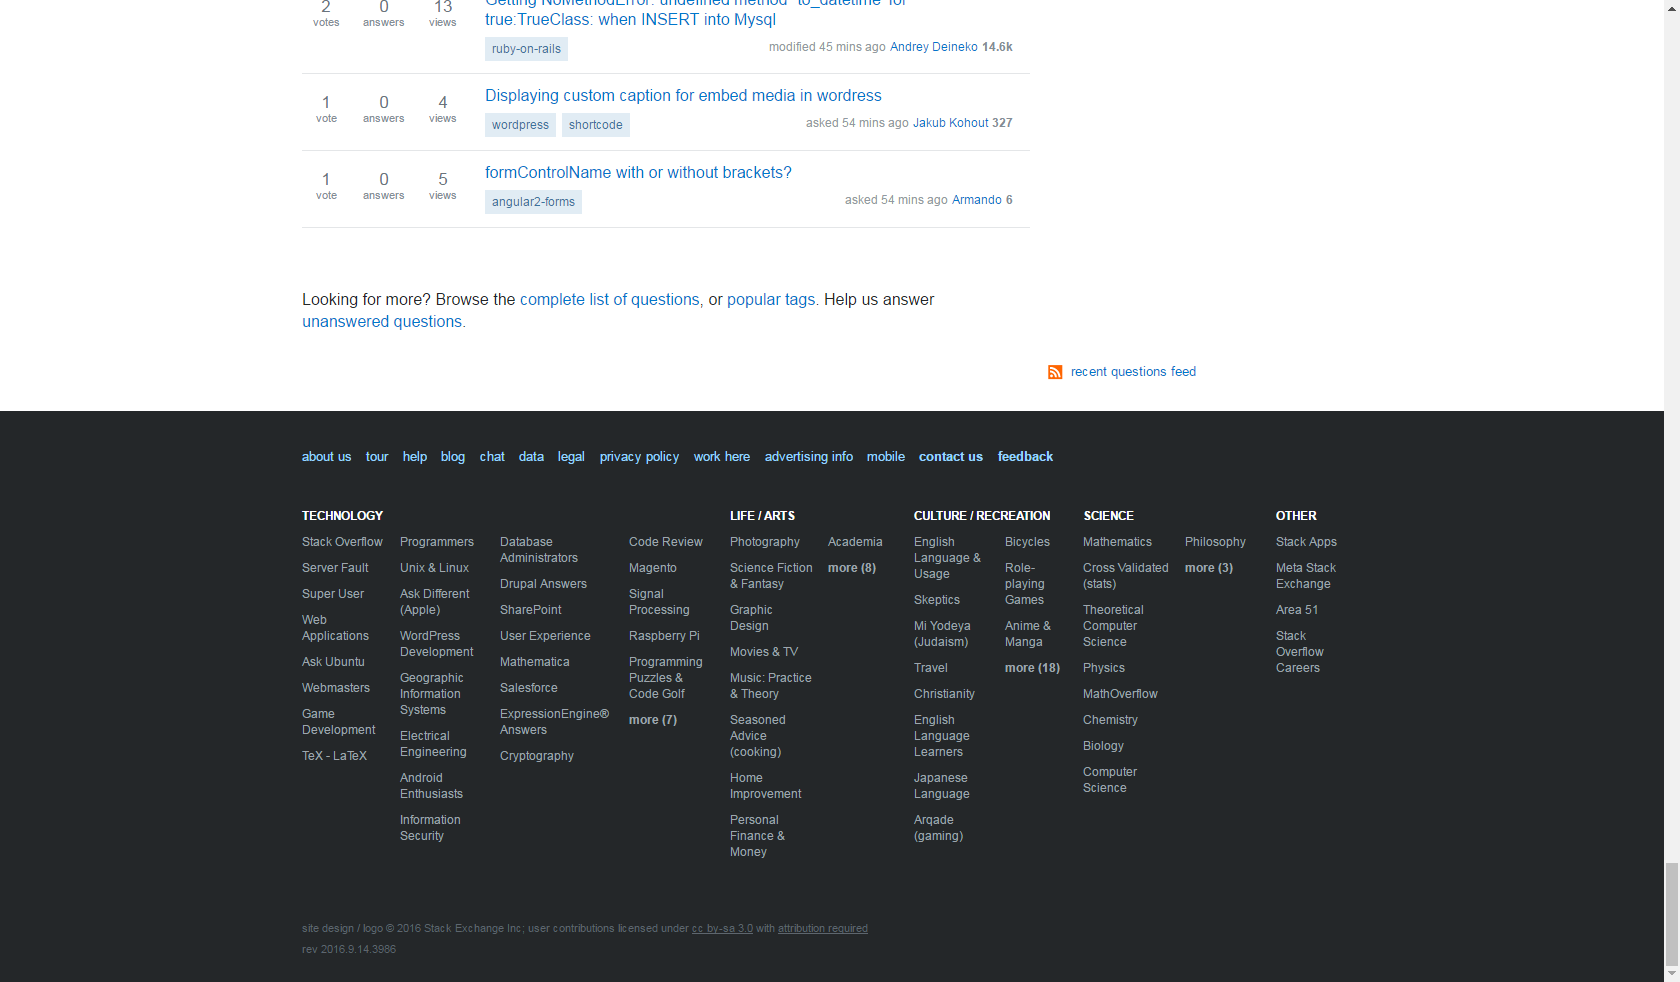 2 0 13
Getting NoMethodError: undefined method `to_datetime' for
votes answers views
true:TrueClass: when INSERT into Mysql
ruby-on-rails
modified 45 mins ago Andrey Deineko 14.6k
1 0 4
vote answers views
Displaying custom caption for embed media in wordress
wordpress shortcode
asked 54 mins ago Jakub Kohout 327
1 0 5
vote answers views
formControlName with or without brackets?
angular2-forms
asked 54 mins ago Armando 6
Looking for more? Browse the complete list of questions, or popular tags. Help us answer
unanswered questions.
recent questions feed
about us tour help blog chat data legal privacy policy work here advertising info mobile contact us feedback
TECHNOLOGY
Stack Overflow
Server Fault
Super User
Web
Applications
Ask Ubuntu
Webmasters
Game
Development
TeX - LaTeX
Programmers
Unix & Linux
Ask Different
(Apple)
WordPress
Development
Geographic
Information
Systems
Electrical
Engineering
Android
Enthusiasts
Information
Security
Database
Administrators
Drupal Answers
SharePoint
User Experience
Mathematica
Salesforce
ExpressionEngine®
Answers
Cryptography
Code Review
Magento
Signal
Processing
Raspberry Pi
Programming
Puzzles &
Code Golf
more (7)
LIFE / ARTS
Photography
Science Fiction
& Fantasy
Graphic
Design
Movies & TV
Music: Practice
& Theory
Seasoned
Advice
(cooking)
Home
Improvement
Personal
Finance &
Money
Academia
more (8)
CULTURE / RECREATION
English
Language &
Usage
Skeptics
Mi Yodeya
(Judaism)
Travel
Christianity
English
Language
Learners
Japanese
Language
Arqade
(gaming)
Bicycles
Role-
playing
Games
Anime &
Manga
more (18)
SCIENCE
Mathematics
Cross Validated
(stats)
Theoretical
Computer
Science
Physics
MathOverflow
Chemistry
Biology
Computer
Science
Philosophy
more (3)
OTHER
Stack Apps
Meta Stack
Exchange
Area 51
Stack
Overflow
Careers
site design / logo © 2016 Stack Exchange Inc; user contributions licensed under cc by-sa 3.0 with attribution required
rev 2016.9.14.3986